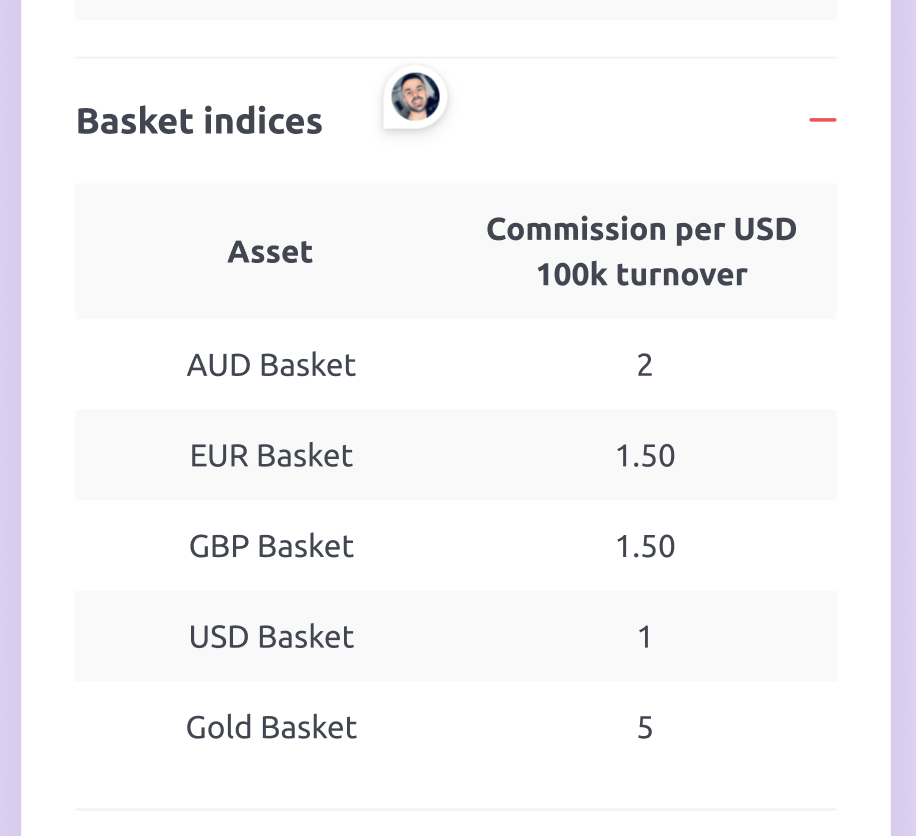 Basket indices
Asset
Commission per USD
100k turnover
AUD Basket 2
EUR Basket 1.50
GBP Basket 1.50
USD Basket 1
Gold Basket 5